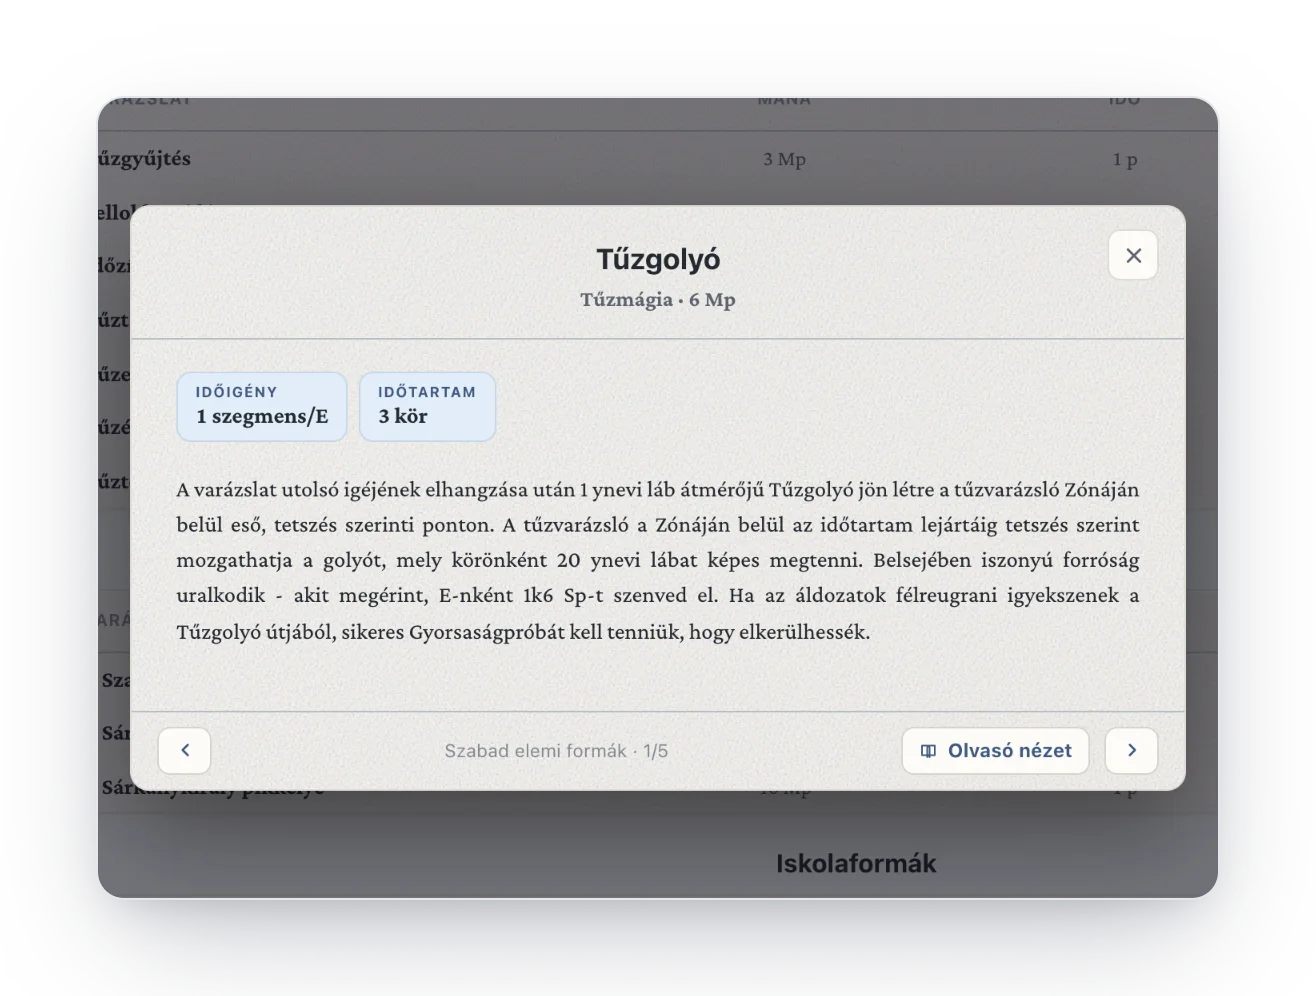 MANA
IDŐ
3 Mp
1 p
Tűzgolyó
Tűzmágia · 6 Mp
IDŐIGÉNY
1 szegmens/E
IDŐTARTAM
3 kör
A varázslat utolsó igéjének elhangzása után 1 ynevi láb átmérőjű Tűzgolyó jön létre a tűzvarázsló Zónáján
belül eső, tetszés szerinti ponton. A tűzvarázsló a Zónáján belül az időtartam lejártáig tetszés szerint
mozgathatja a golyót, mely körönként 20 ynevi lábat képes megtenni. Belsejében iszonyú forróság
uralkodik - akit megérint, E-nként 1k6 Sp-t szenved el. Ha az áldozatok félreugrani igyekszenek a
Tűzgolyó útjából, sikeres Gyorsaságpróbát kell tenniük, hogy elkerülhessék.
Szabad elemi formák · 1/5
Olvasó nézet
Iskolaformák